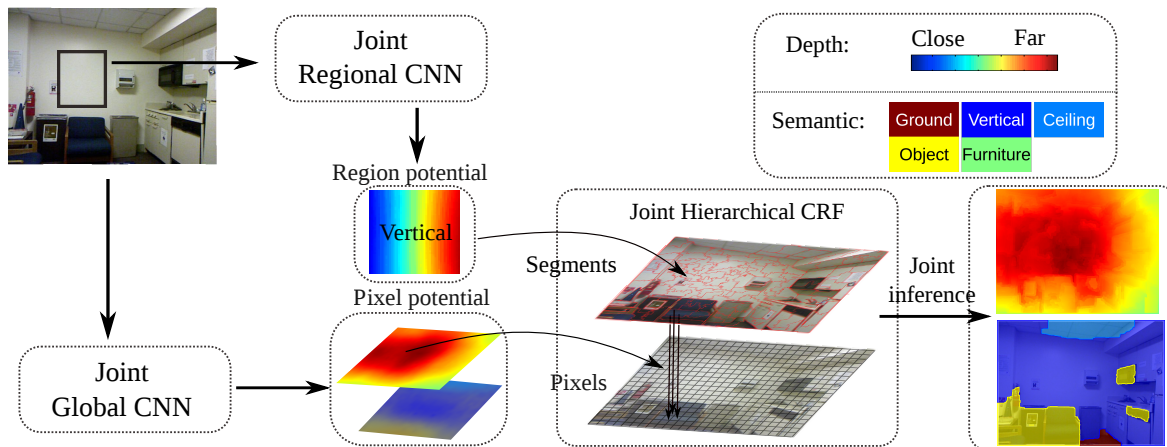 Joint
Regional CNN
Depth:
Close
Far
Semantic:
Ground
Vertical
Ceiling
Object
Furniture
Region potential
Vertical
Joint Hierarchical CRF
Segments
Joint
inference
Pixel potential
Pixels
Joint
Global CNN